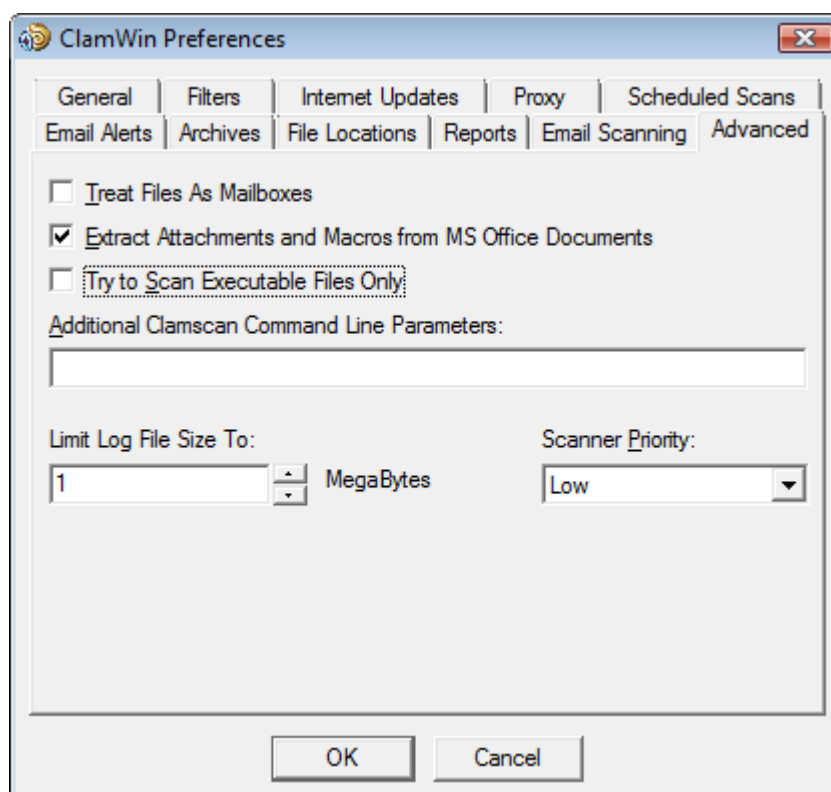 ClamWin Preferences
General Filters Internet Updates Proxy Scheduled Scans
Email Alerts Archives File Locations Reports Email Scanning Advanced
Treat Files As Mailboxes
Extract Attachments and Macros from MS Office Documents
Try to Scan Executable Files Only
Additional Clamscan Command Line Parameters:
Limit Log File Size To: Scanner Priority:
1 MegaBytes Low
OK Cancel